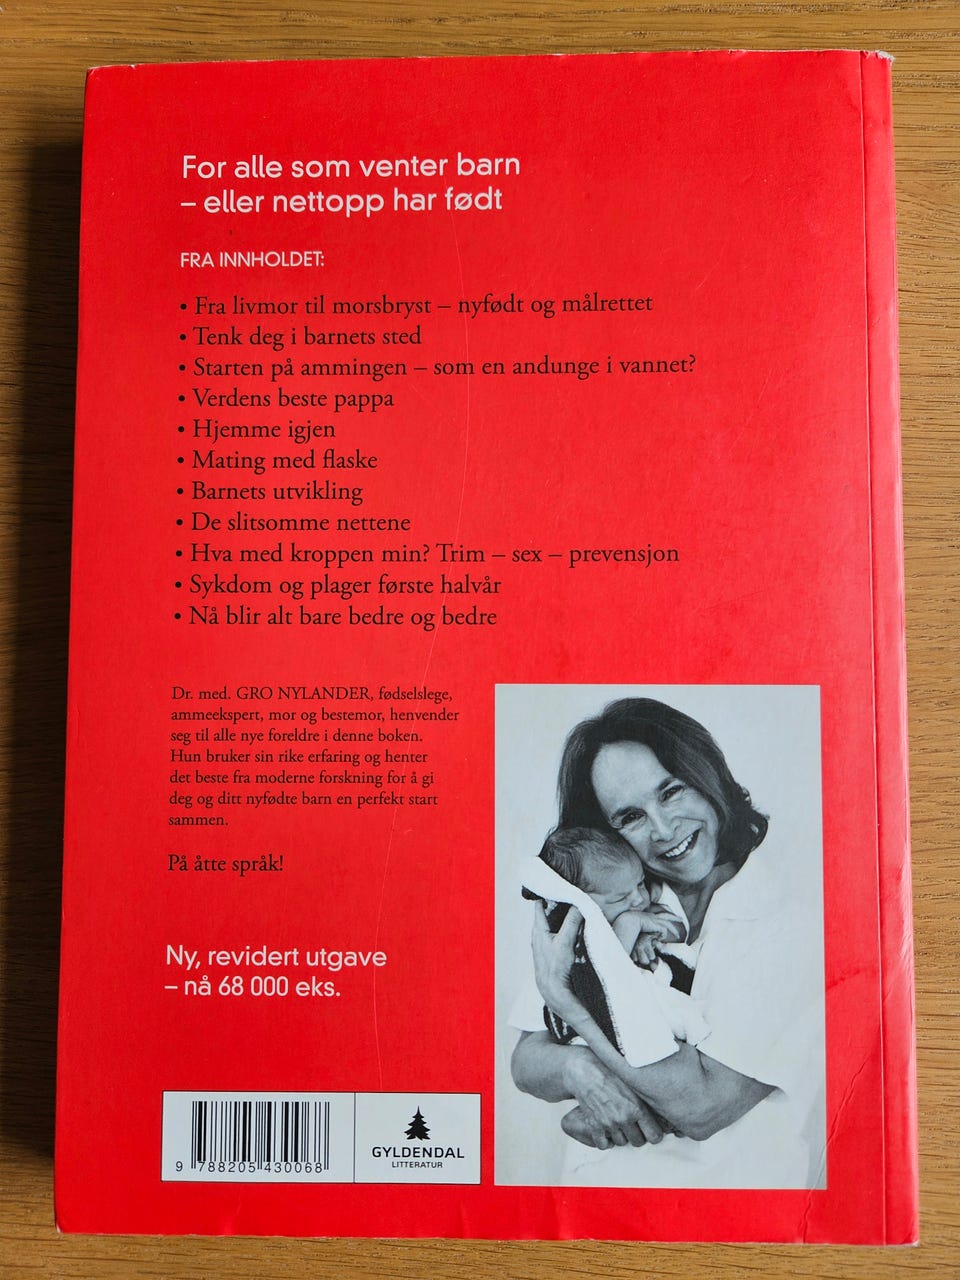 For alle som venter barn
– eller nettopp har født
FRA INNHOLDET:
• Fra livmor til morsbryst – nyfødt og målrettet
• Tenk deg i barnets sted
• Starten på ammingen – som en andunge i vannet?
• Verdens beste pappa
• Hjemme igjen
• Mating med flaske
• Barnets utvikling
• De slitsomme nettene
• Hva med kroppen min? Trim – sex – prevensjon
• Sykdom og plager første halvår
• Nå blir alt bare bedre og bedre
Dr. med. GRO NYLANDER, fødselslege,
ammeekspert, mor og bestemor, henvender
seg til alle nye foreldre i denne boken.
Hun bruker sin rike erfaring og henter
det beste fra moderne forskning for å gi
deg og ditt nyfødte barn en perfekt start
sammen.
På åtte språk!
Ny, revidert utgave
– nå 68 000 eks.
9 788205 430068
GYLDENDAL
LITTERATUR